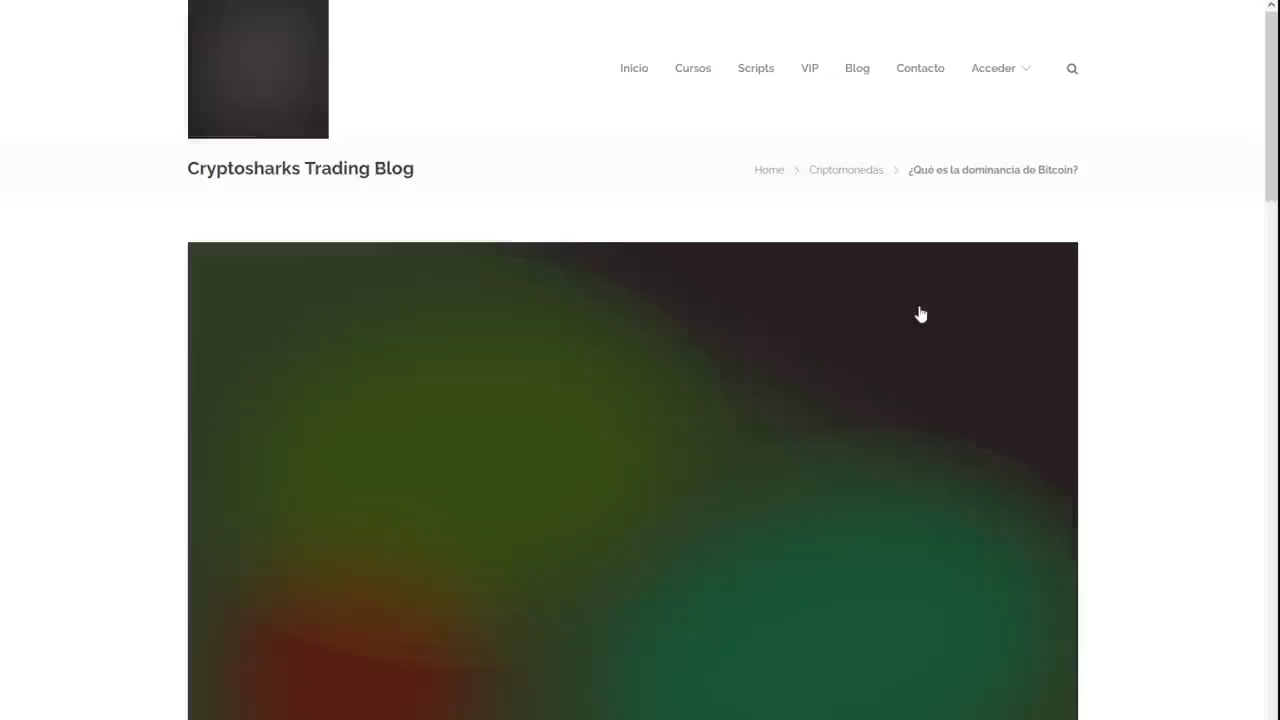 Inicio Cursos Scripts VIP Blog Contacto Acceder
Cryptosharks Trading Blog
Home Criptomonedas ¿Qué es la dominancia de Bitcoin?